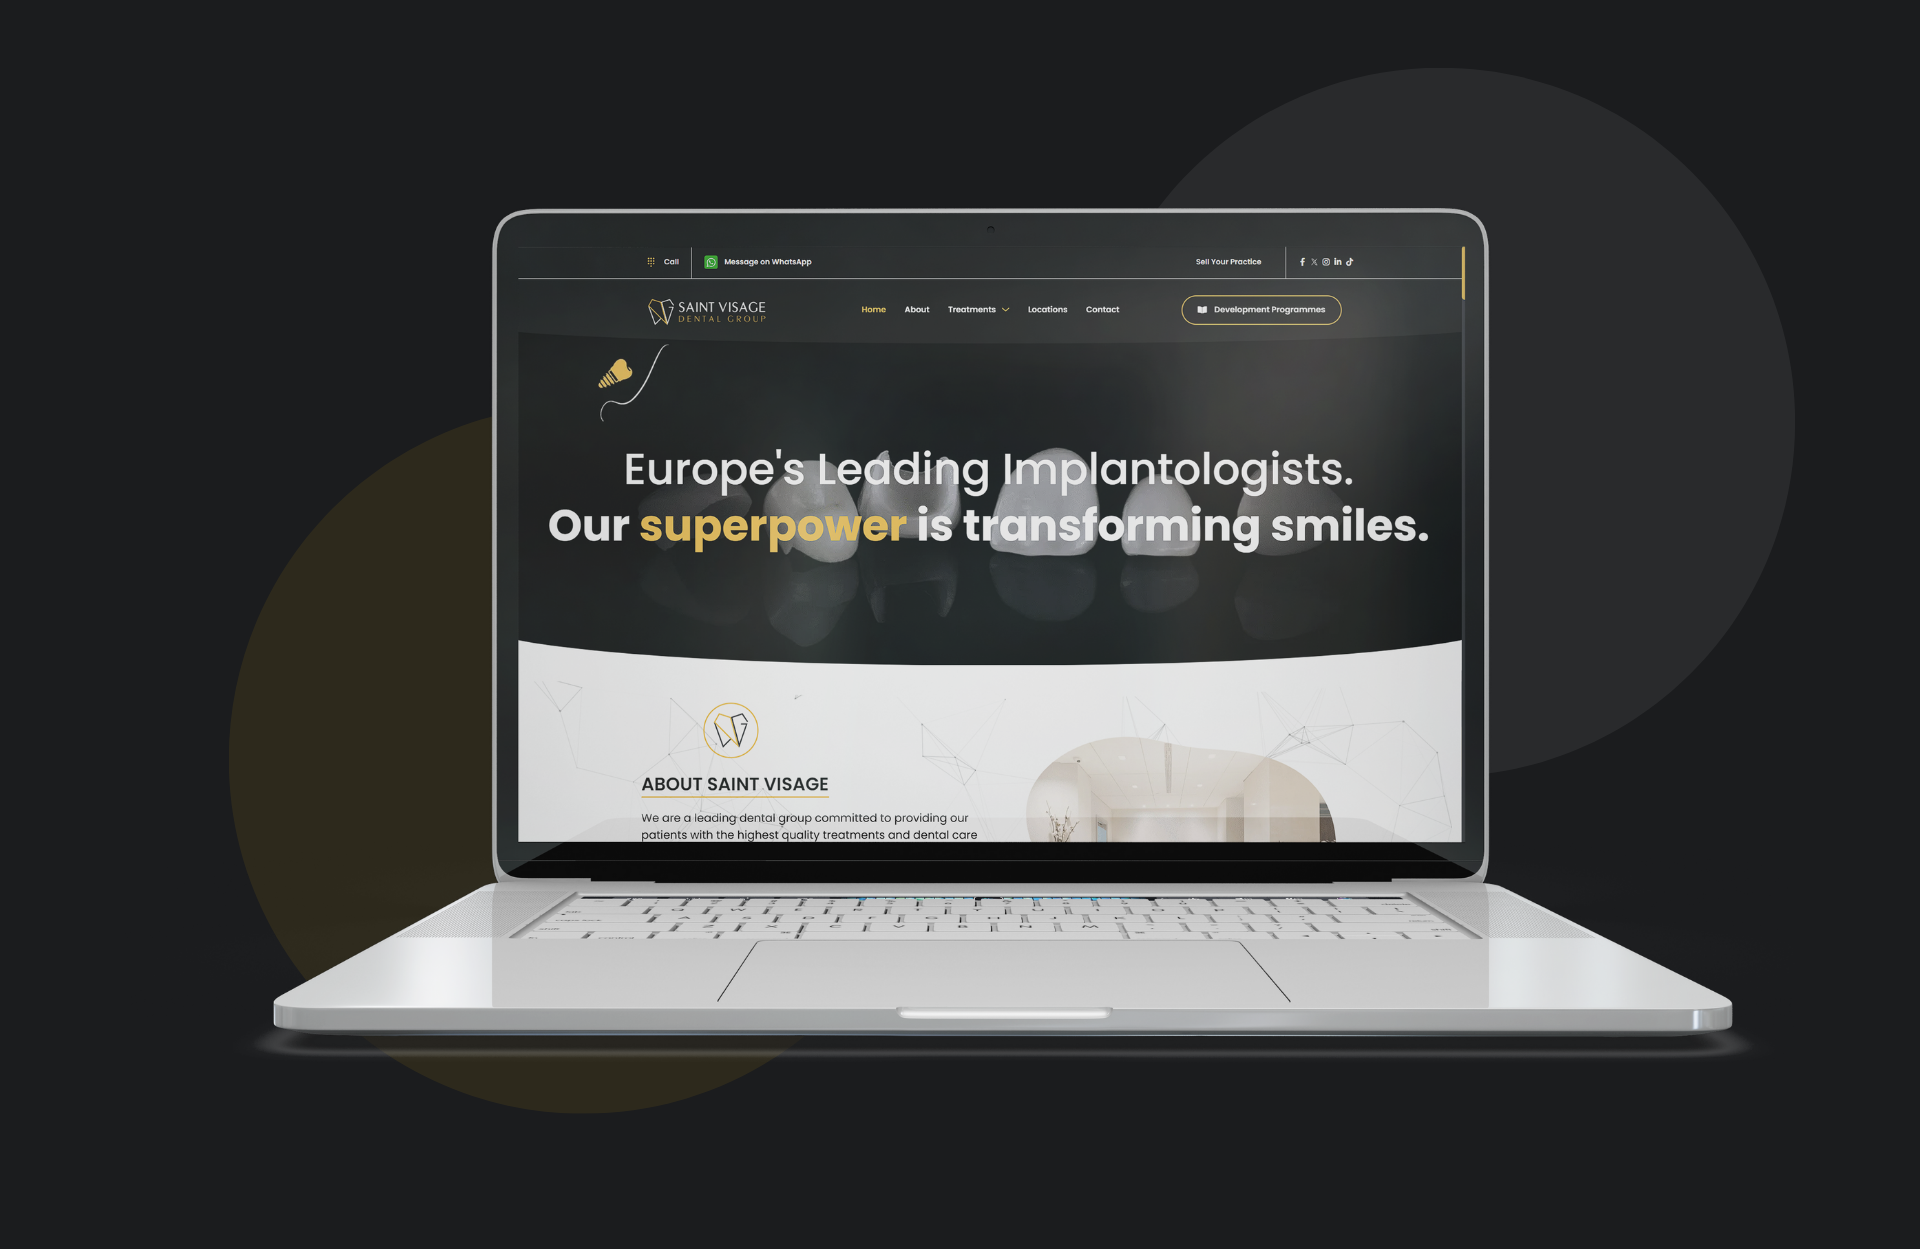 Call
Message on WhatsApp
Sell Your Practice
SAINT VISAGE
DENTAL GROUP
Home
About
Treatments
Locations
Contact
Development Programmes
Europe's Leading Implantologists.
Our superpower is transforming smiles.
ABOUT SAINT VISAGE
We are a leading dental group committed to providing our
patients with the highest quality treatments and dental care